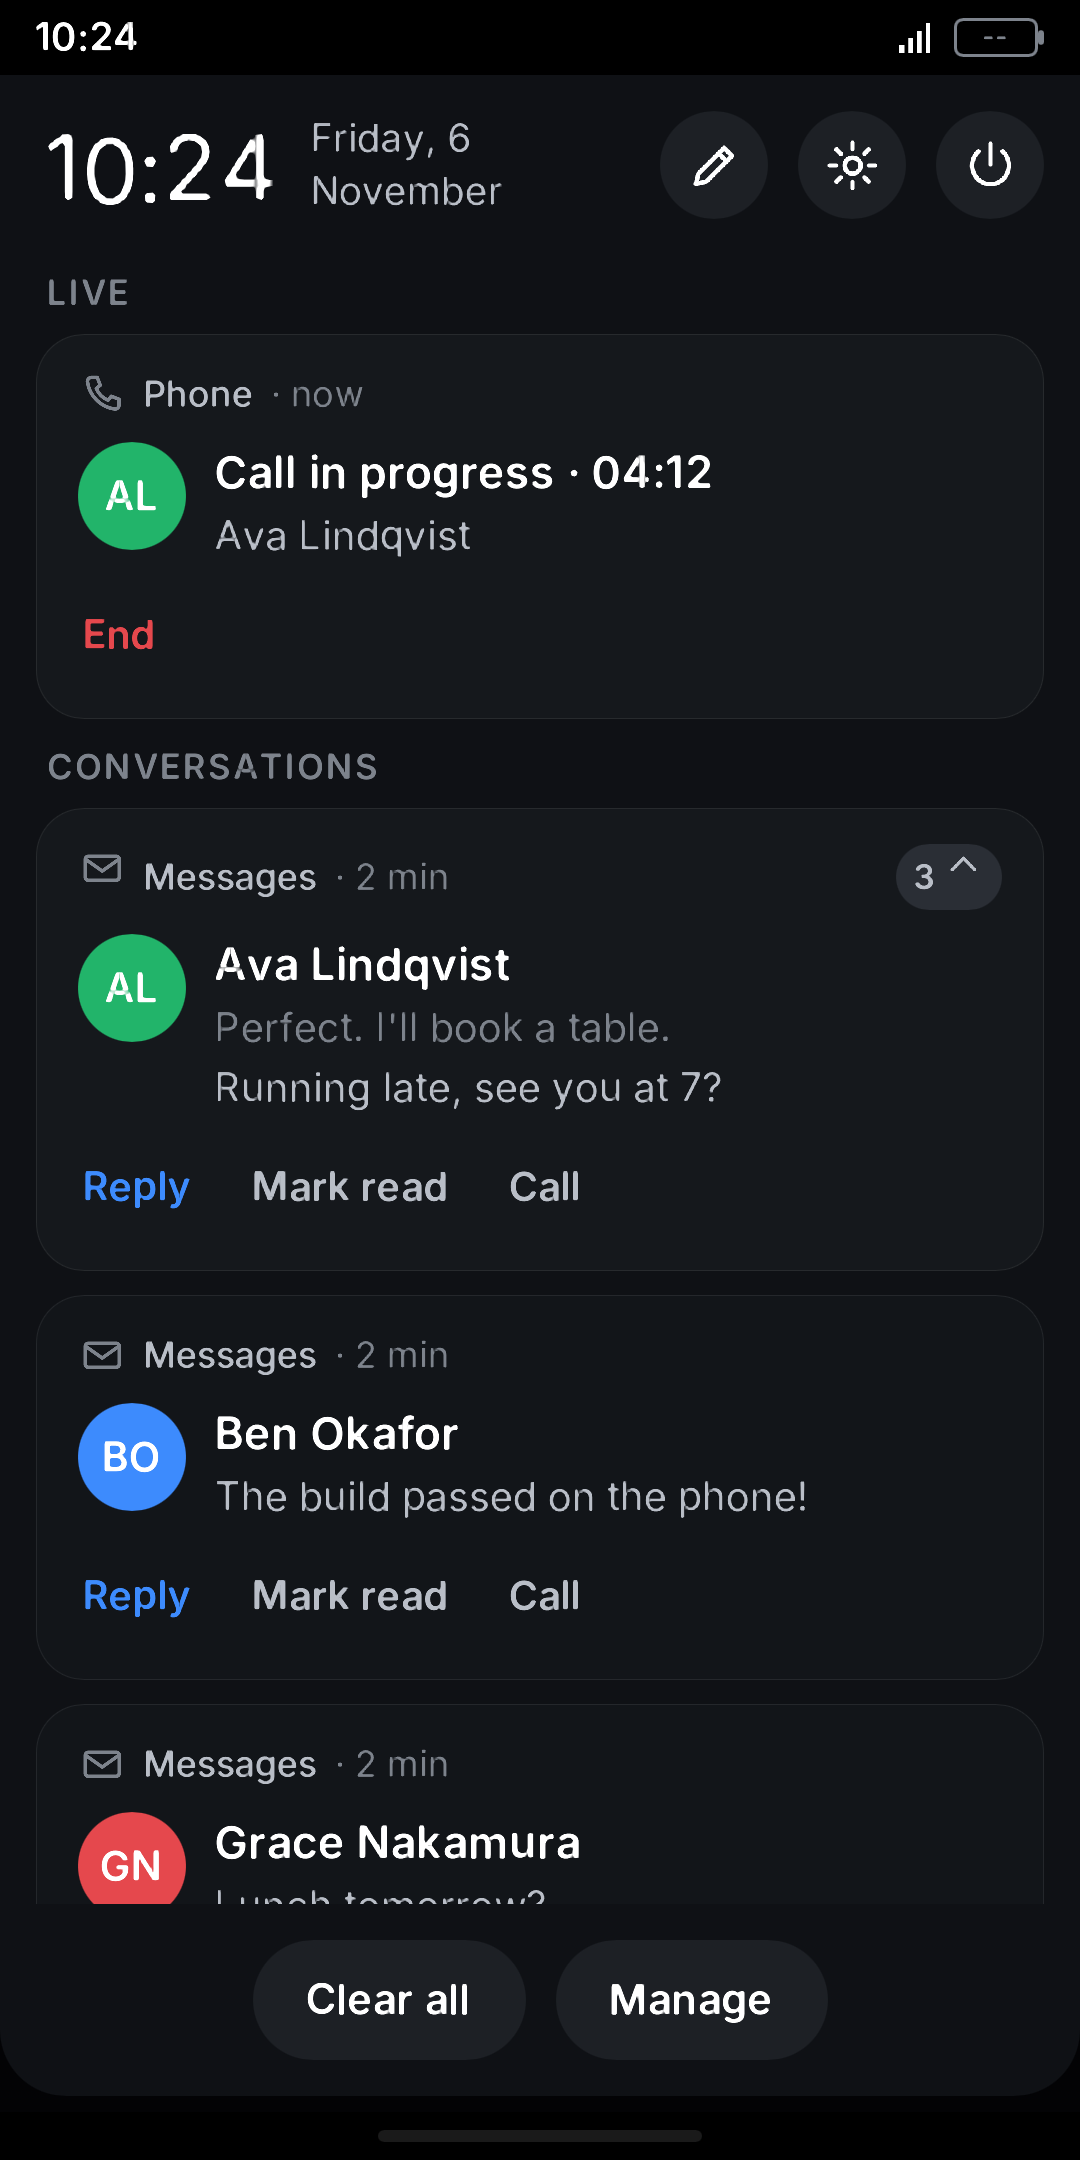 10:24
--
10:24
Friday, 6
November
LIVE
Phone · now
AL
Call in progress · 04:12
Ava Lindqvist
End
CONVERSATIONS
Messages · 2 min
3
AL
Ava Lindqvist
Perfect. I'll book a table.
Running late, see you at 7?
Reply Mark read Call
Messages · 2 min
BO
Ben Okafor
The build passed on the phone!
Reply Mark read Call
Messages · 2 min
GN
Grace Nakamura
Lunch tomorrow?
Clear all Manage